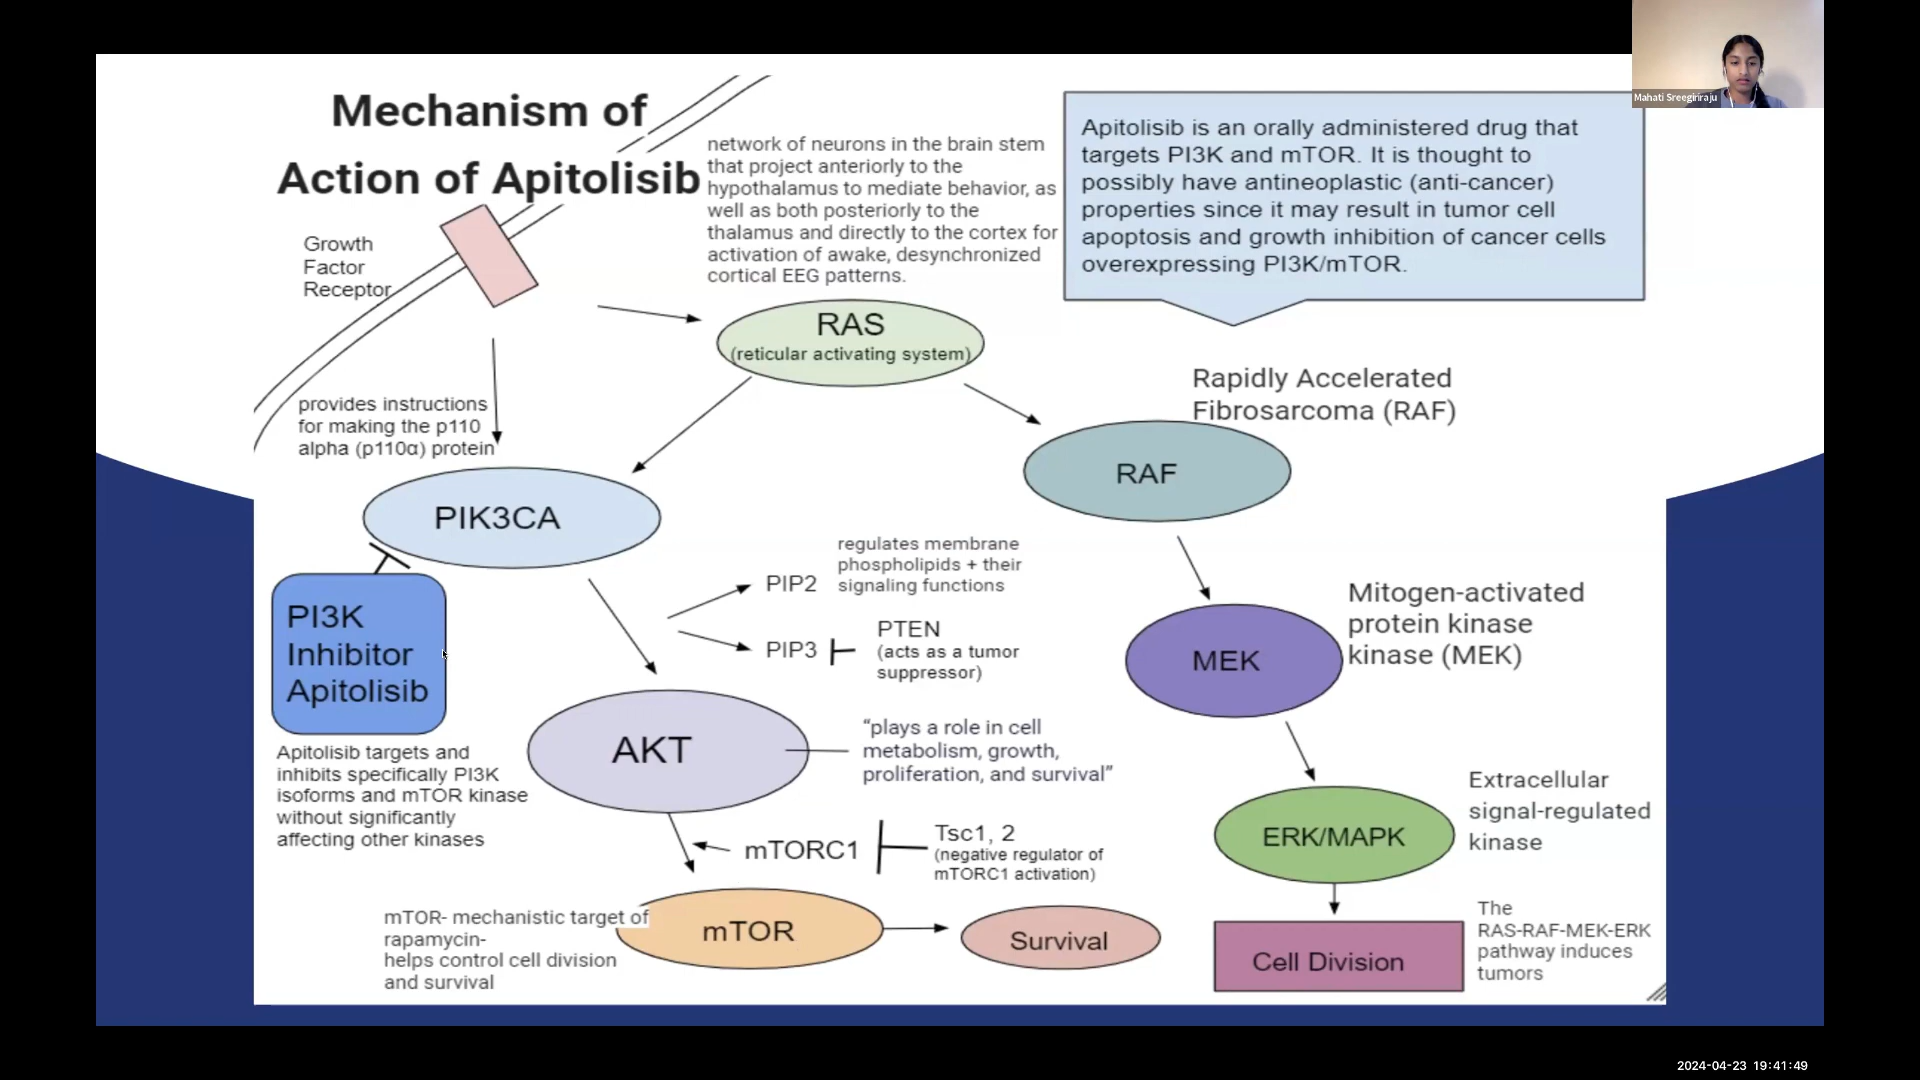 Mechanism of
Action of Apitolisib
Mahati Sreegiriraju
Growth
Factor
Receptor
network of neurons in the brain stem
that project anteriorly to the
hypothalamus to mediate behavior, as
well as both posteriorly to the
thalamus and directly to the cortex for
activation of awake, desynchronized
cortical EEG patterns.
Apitolisib is an orally administered drug that
targets PI3K and mTOR. It is thought to
possibly have antineoplastic (anti-cancer)
properties since it may result in tumor cell
apoptosis and growth inhibition of cancer cells
overexpressing PI3K/mTOR.
RAS
(reticular activating system)
provides instructions
for making the p110
alpha (p110α) protein
Rapidly Accelerated
Fibrosarcoma (RAF)
RAF
PIK3CA
PI3K
Inhibitor
Apitolisib
Apitolisib targets and
inhibits specifically PI3K
isoforms and mTOR kinase
without significantly
affecting other kinases
PIP2
regulates membrane
phospholipids + their
signaling functions
PIP3
PTEN
(acts as a tumor
suppressor)
Mitogen-activated
protein kinase
kinase (MEK)
MEK
AKT
“plays a role in cell
metabolism, growth,
proliferation, and survival”
mTORC1
Tsc1, 2
(negative regulator of
mTORC1 activation)
Extracellular
signal-regulated
kinase
ERK/MAPK
mTOR- mechanistic target of
rapamycin-
helps control cell division
and survival
mTOR
Survival
Cell Division
The
RAS-RAF-MEK-ERK
pathway induces
tumors
2024-04-23 19:41:49